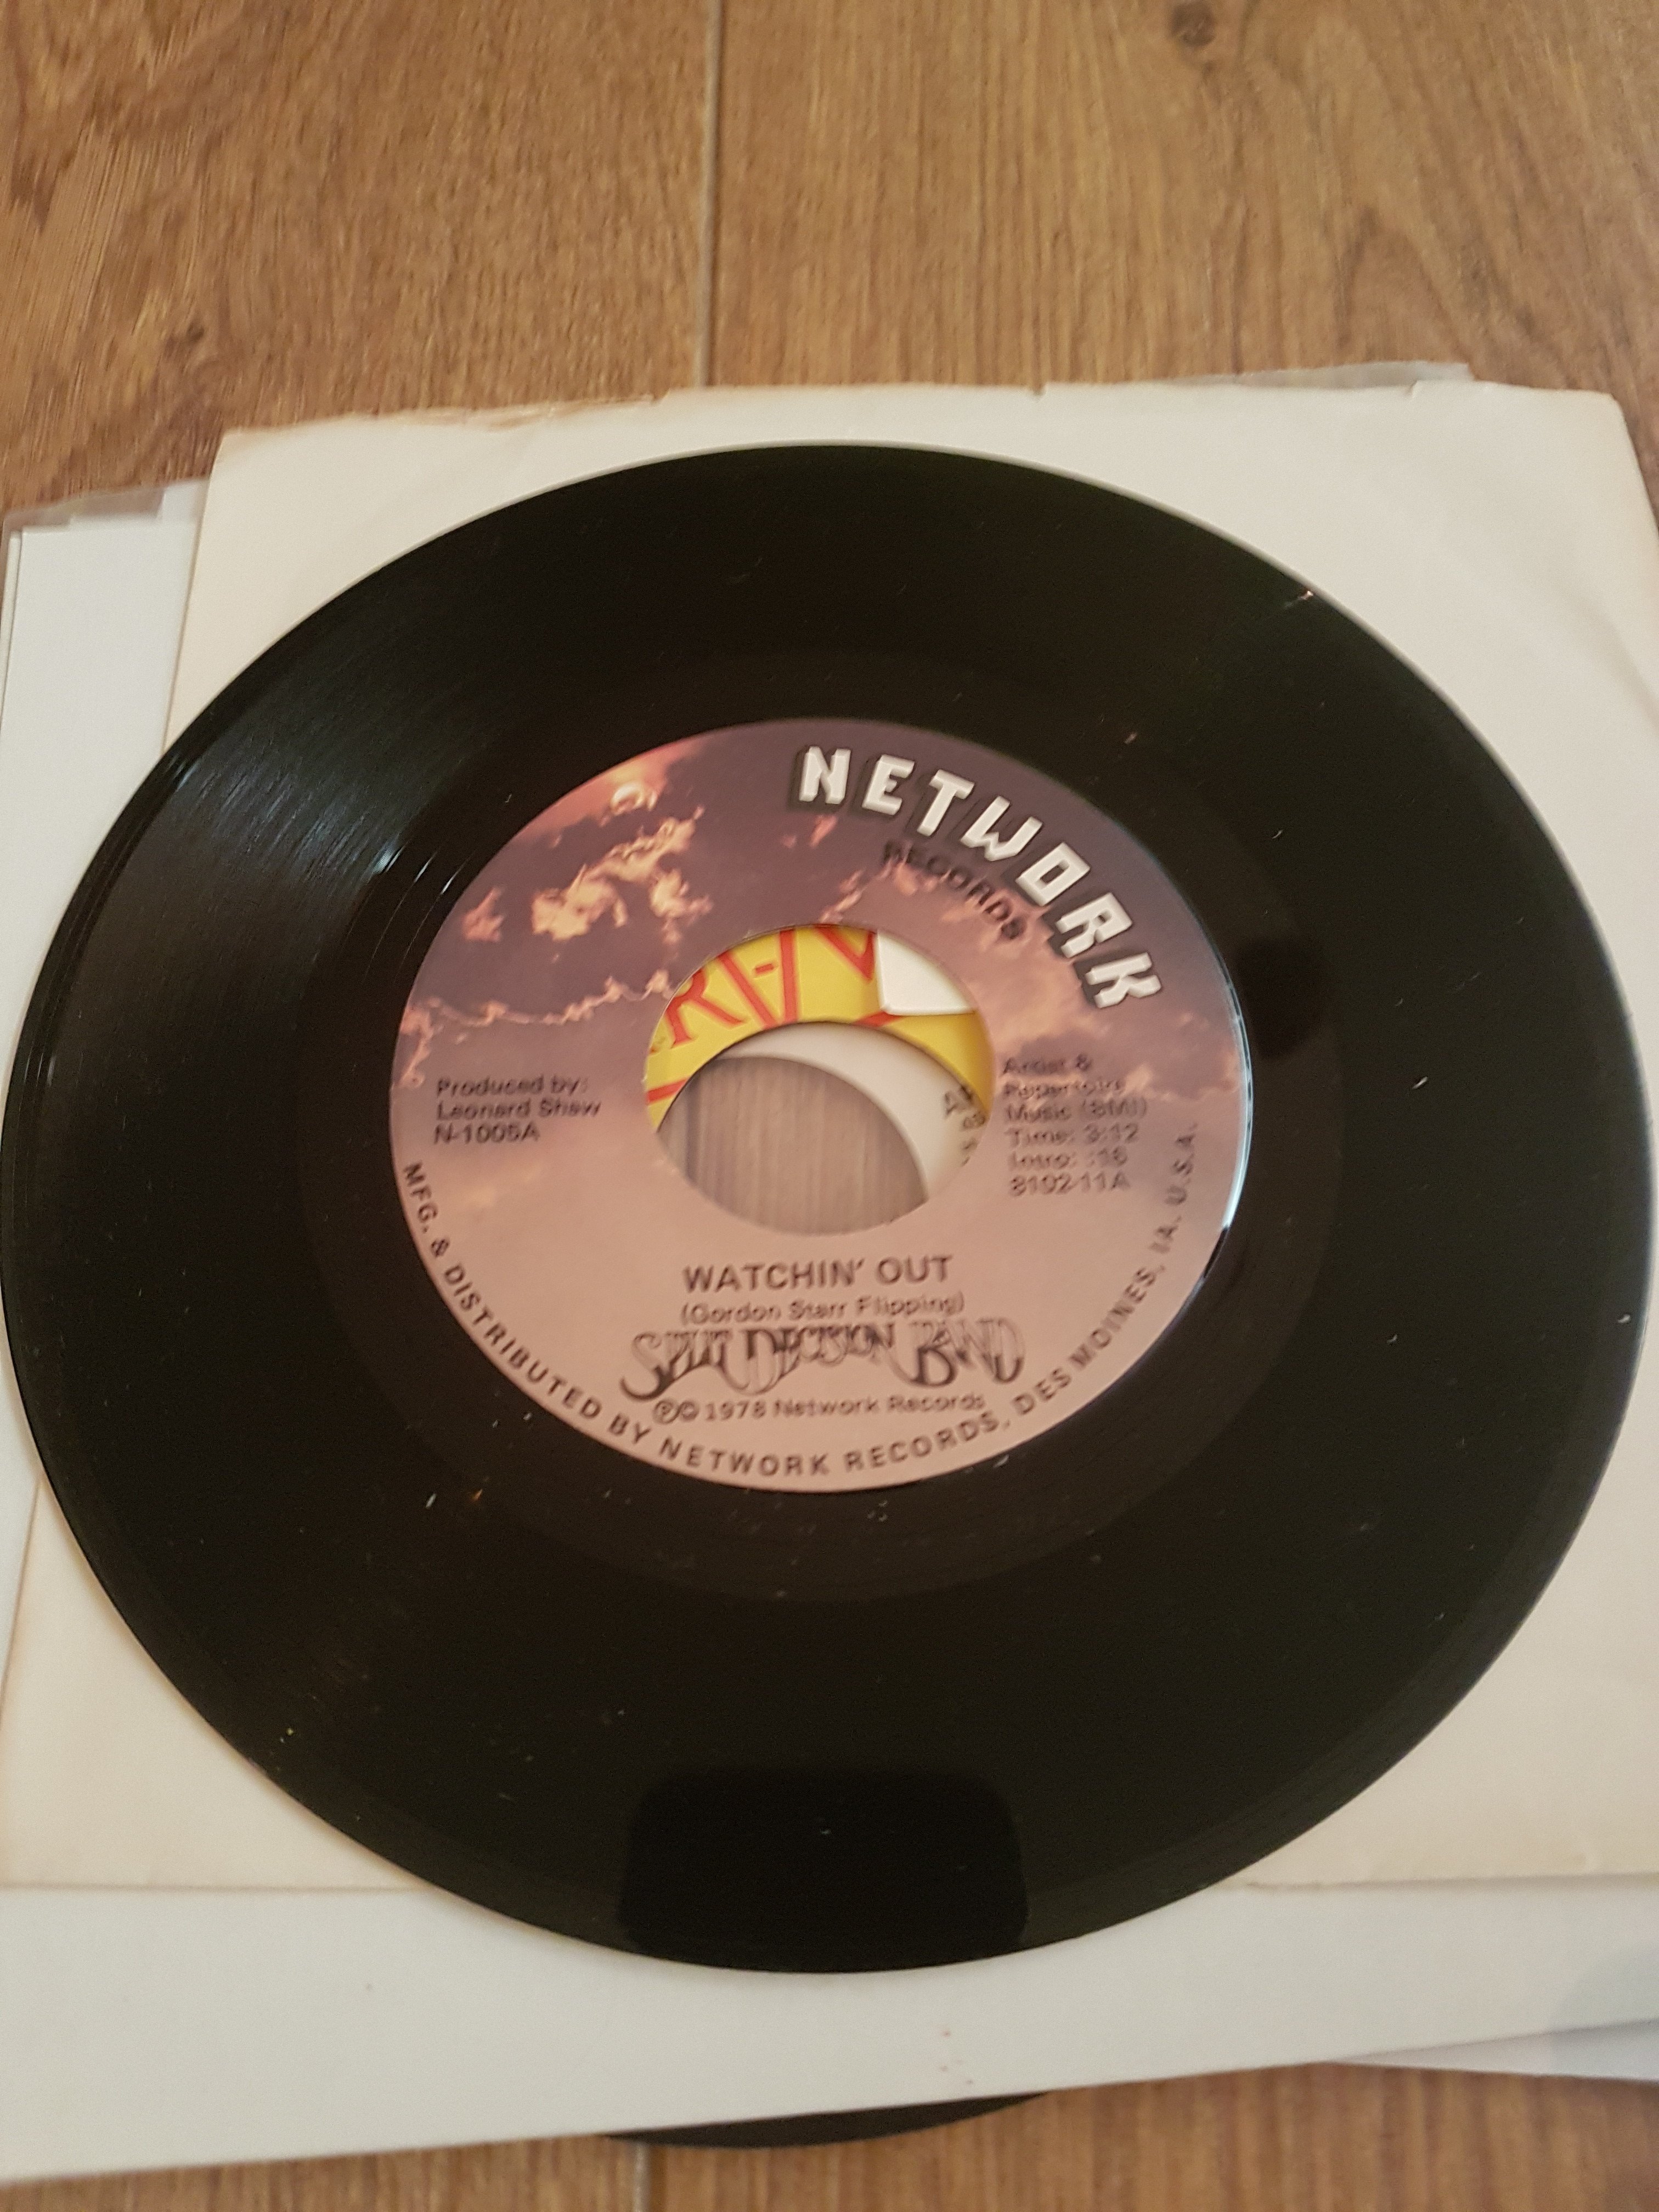 NETWORK
RECORDS
Produced by:
Leonard Shaw
N-1005A
Artist &
Repertoire
Music (BMI)
Time: 3:12
Intro: :16
8102-11A
WATCHIN' OUT
(Gordon Starr Flipping)
SPLIT DECISION BAND
ⓅⒸ 1978 Network Records
MFG. & DISTRIBUTED BY NETWORK RECORDS, DES MOINES, IA. U.S.A.